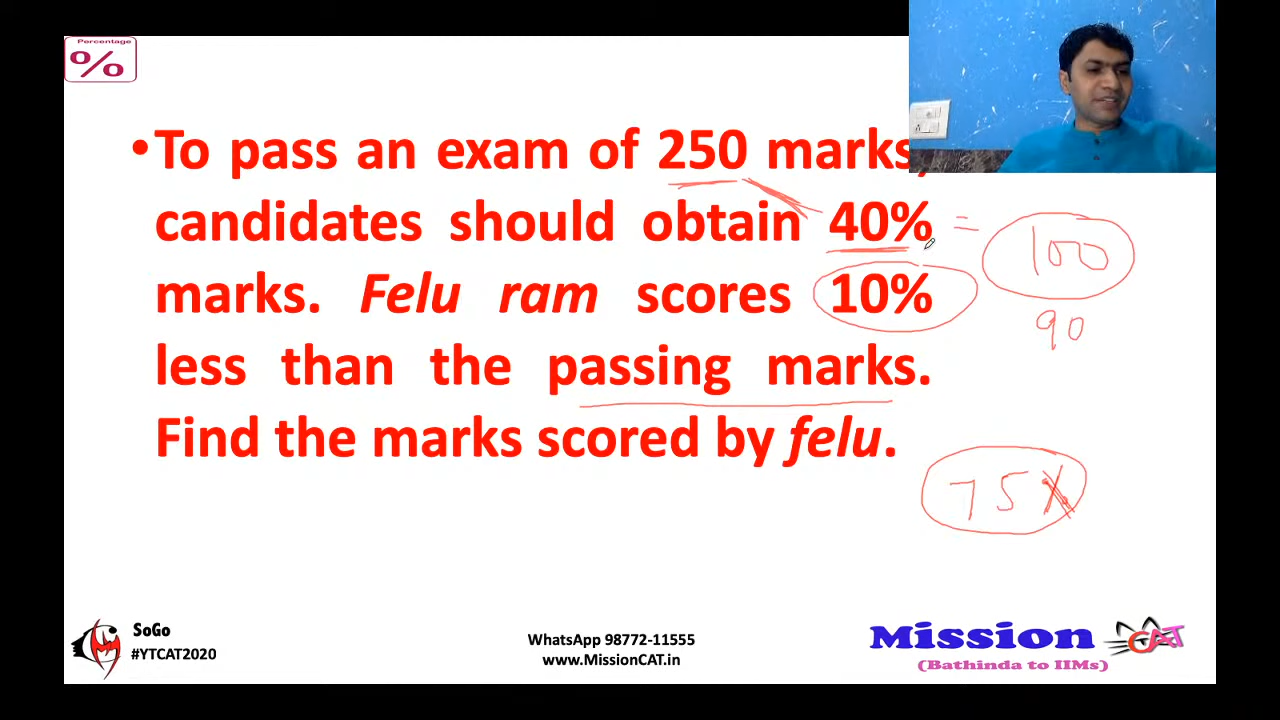 Percentage
%
•To pass an exam of 250 marks,
candidates should obtain 40% = 100
marks. Felu ram scores 10%
90
less than the passing marks.
Find the marks scored by felu.
75X
SoGo
#YTCAT2020
WhatsApp 98772-11555
www.MissionCAT.in
Mission CAT
(Bathinda to IIMs)